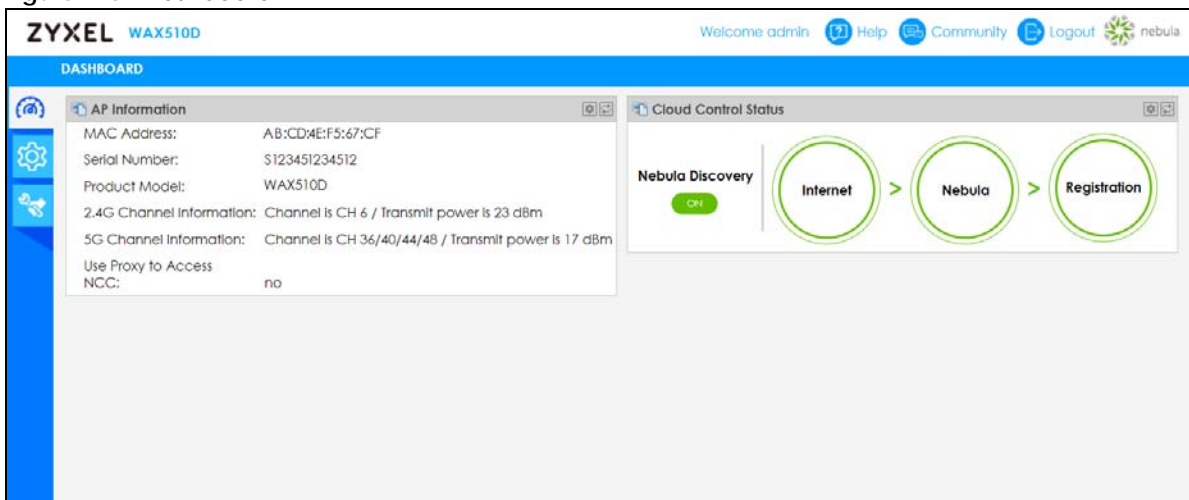 ZYXEL WAX510D
Welcome admin Help Community Logout nebula
DASHBOARD
AP Information
MAC Address: AB:CD:4E:F5:67:CF
Serial Number: S123451234512
Product Model: WAX510D
2.4G Channel Information: Channel is CH 6 / Transmit power is 23 dBm
5G Channel Information: Channel is CH 36/40/44/48 / Transmit power is 17 dBm
Use Proxy to Access
NCC: no
Cloud Control Status
Nebula Discovery
ON
Internet > Nebula > Registration